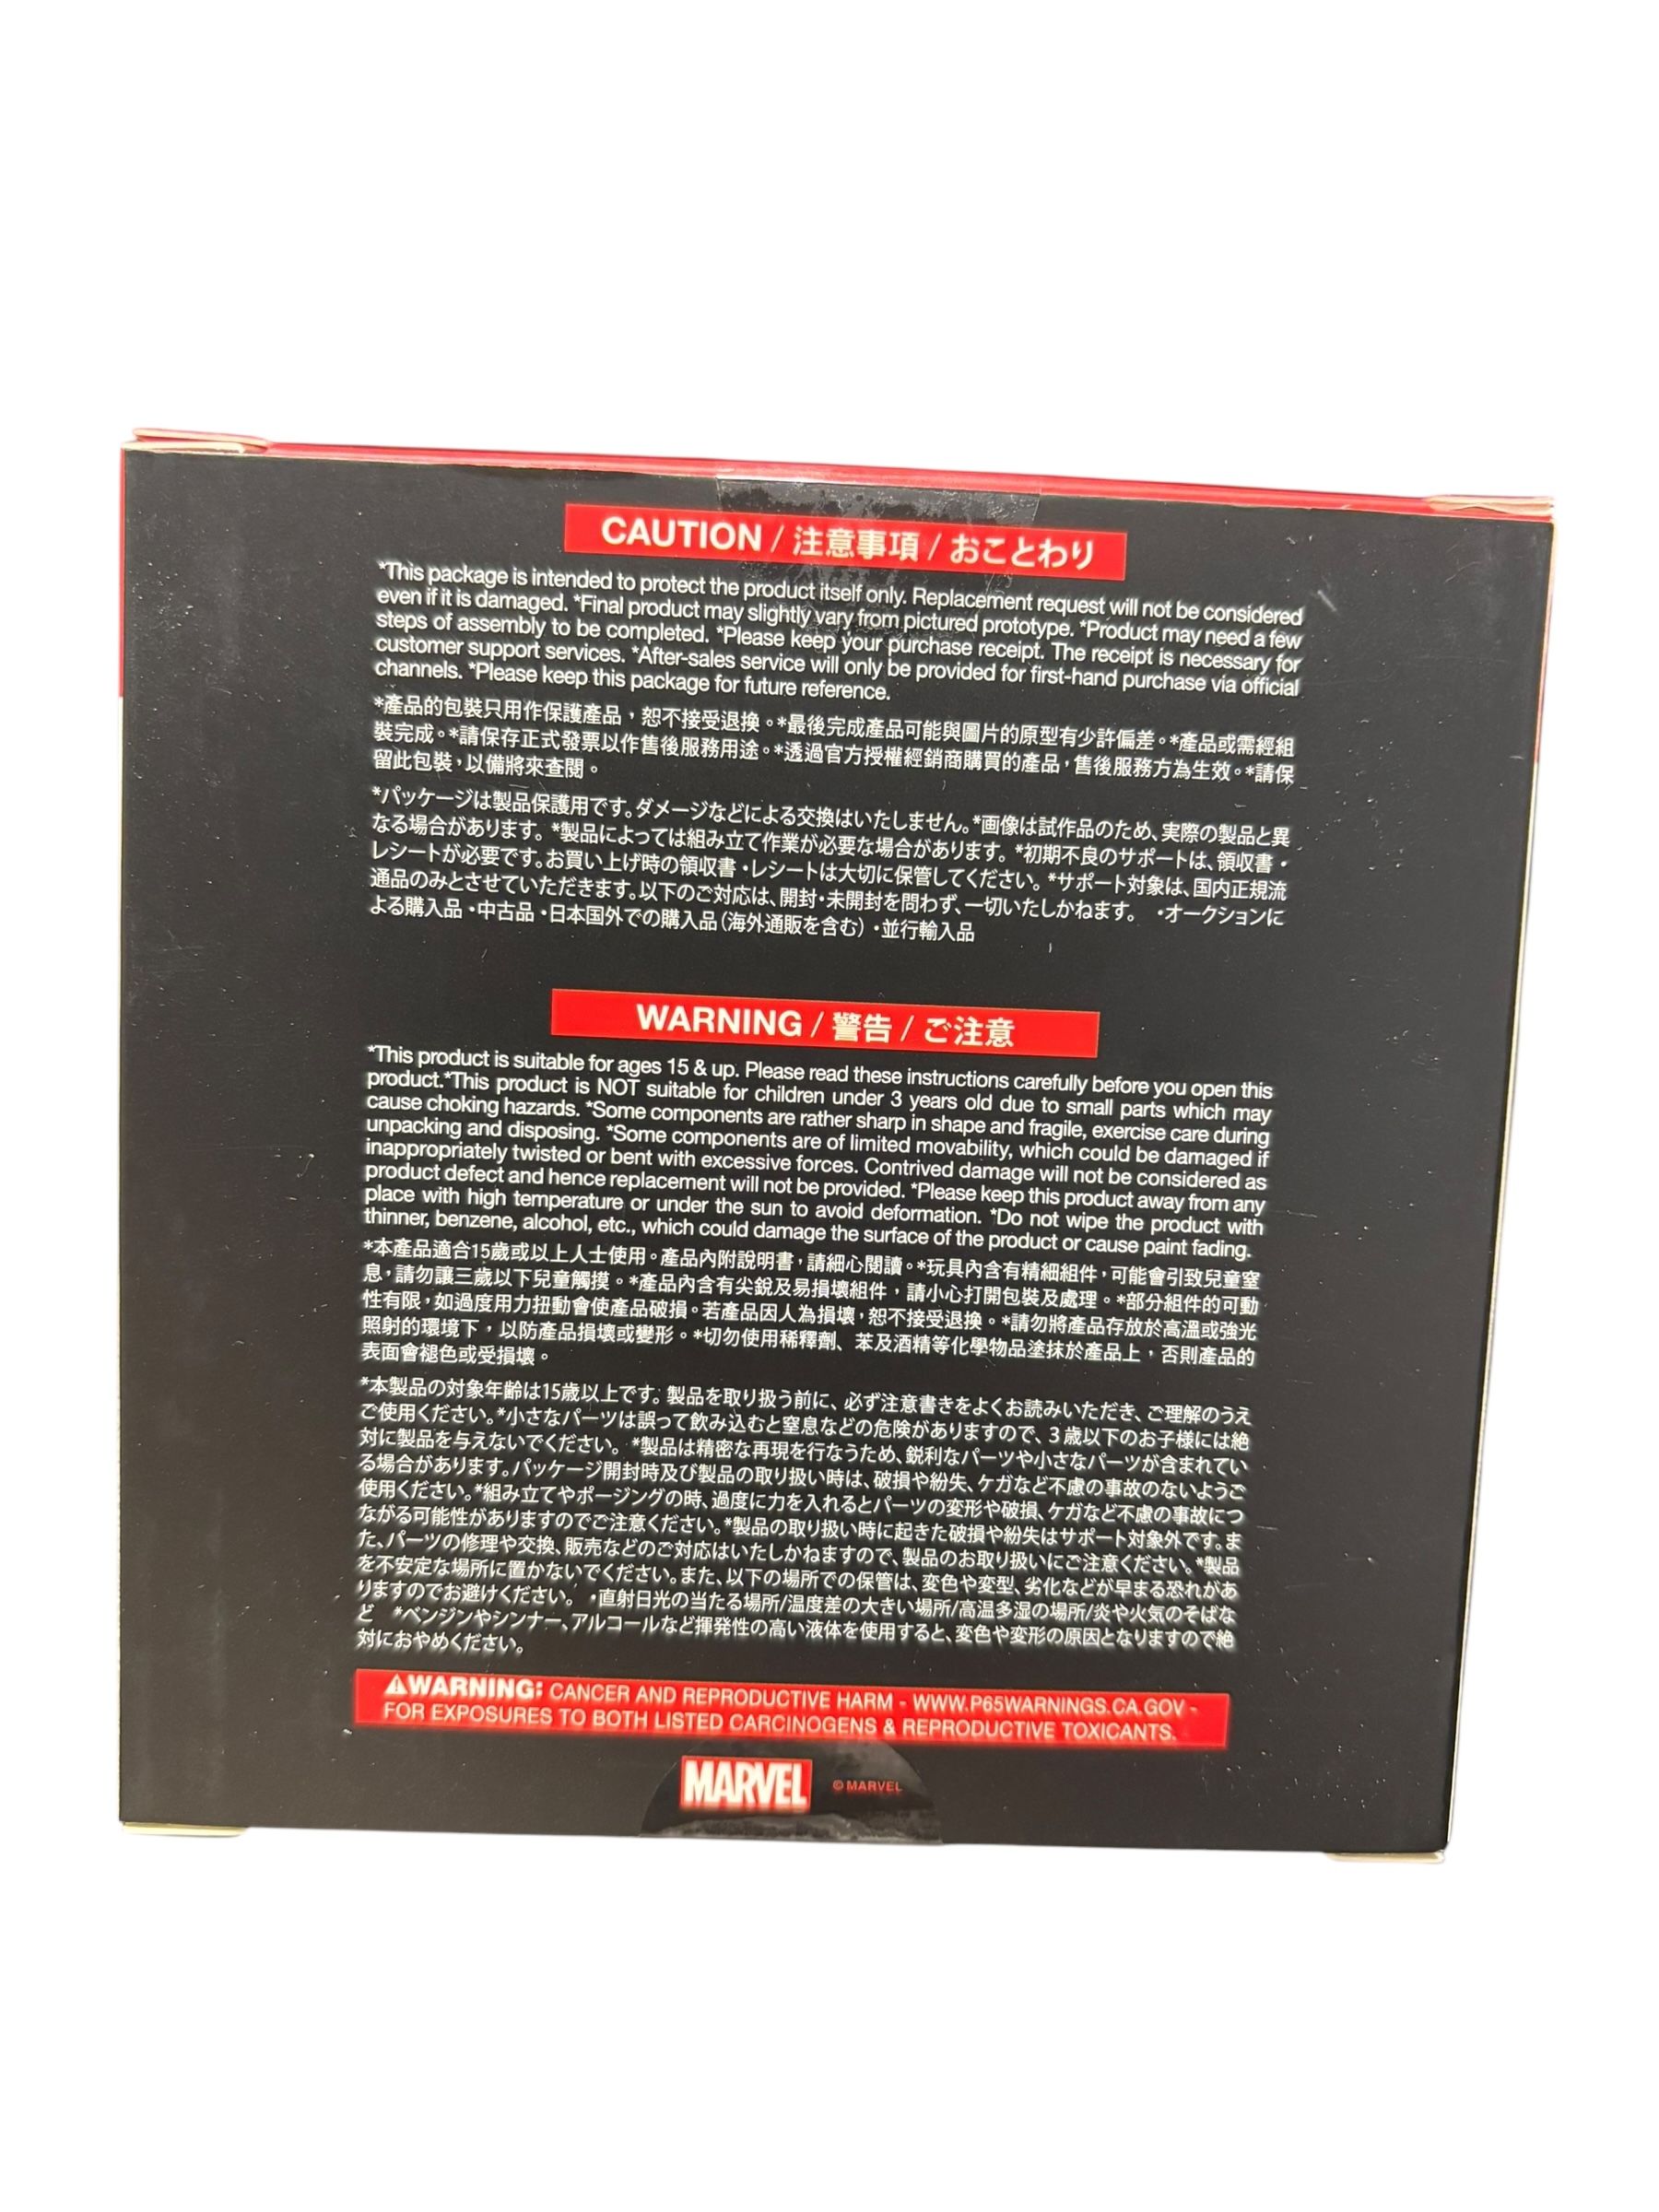 CAUTION / 注意事項 / おことわり
*This package is intended to protect the product itself only. Replacement request will not be considered
even if it is damaged. *Final product may slightly vary from pictured prototype. *Product may need a few
steps of assembly to be completed. *Please keep your purchase receipt. The receipt is necessary for
customer support services. *After-sales service will only be provided for first-hand purchase via official
channels. *Please keep this package for future reference.
*產品的包裝只用作保護產品，恕不接受退換。*最後完成產品可能與圖片的原型有少許偏差。*產品或需經組
裝完成。*請保存正式發票以作售後服務用途。*透過官方授權經銷商購買的產品，售後服務方為生效。*請保
留此包裝，以備將來查閱。
*パッケージは製品保護用です。ダメージなどによる交換はいたしません。*画像は試作品のため、実際の製品と異
なる場合があります。*製品によっては組み立て作業が必要な場合があります。*初期不良のサポートは、領収書・
レシートが必要です。お買い上げ時の領収書・レシートは大切に保管してください。*サポート対象は、国内正規流
通品のみとさせていただきます。以下のご対応は、開封・未開封を問わず、一切いたしかねます。 ・オークションに
よる購入品・中古品・日本国外での購入品（海外通販を含む）・並行輸入品
WARNING / 警告 / ご注意
*This product is suitable for ages 15 & up. Please read these instructions carefully before you open this
product.*This product is NOT suitable for children under 3 years old due to small parts which may
cause choking hazards. *Some components are rather sharp in shape and fragile, exercise care during
unpacking and disposing. *Some components are of limited movability, which could be damaged if
inappropriately twisted or bent with excessive forces. Contrived damage will not be considered as
product defect and hence replacement will not be provided. *Please keep this product away from any
place with high temperature or under the sun to avoid deformation. *Do not wipe the product with
thinner, benzene, alcohol, etc., which could damage the surface of the product or cause paint fading.
*本產品適合15歲或以上人士使用。產品內附說明書，請細心閱讀。*玩具內含有精細組件，可能會引致兒童窒
息，請勿讓三歲以下兒童觸摸。*產品內含有尖銳及易損壞組件，請小心打開包裝及處理。*部分組件的可動
性有限，如過度用力扭動會使產品破損。若產品因人為損壞，恕不接受退換。*請勿將產品存放於高溫或強光
照射的環境下，以防產品損壞或變形。*切勿使用稀釋劑、苯及酒精等化學物品塗抹於產品上，否則產品的
表面會褪色或受損壞。
*本製品の対象年齢は15歳以上です。製品を取り扱う前に、必ず注意書きをよくお読みいただき、ご理解のうえ
ご使用ください。*小さなパーツは誤って飲み込むと窒息などの危険がありますので、3歳以下のお子様には絶
対に製品を与えないでください。*製品は精密な再現を行なうため、鋭利なパーツや小さなパーツが含まれてい
る場合があります。パッケージ開封時及び製品の取り扱い時は、破損や紛失、ケガなど不慮の事故のないようご
使用ください。*組み立てやポージングの時、過度に力を入れるとパーツの変形や破損、ケガなど不慮の事故につ
ながる可能性がありますのでご注意ください。*製品の取り扱い時に起きた破損や紛失はサポート対象外です。ま
た、パーツの修理や交換、販売などのご対応はいたしかねますので、製品のお取り扱いにご注意ください。*製品
を不安定な場所に置かないでください。また、以下の場所での保管は、変色や変型、劣化などが早まる恐れがあ
りますのでお避けください。 ・直射日光の当たる場所/温度差の大きい場所/高温多湿の場所/炎や火気のそばな
ど *ベンジンやシンナー、アルコールなど揮発性の高い液体を使用すると、変色や変形の原因となりますので絶
対におやめください。
⚠WARNING: CANCER AND REPRODUCTIVE HARM - WWW.P65WARNINGS.CA.GOV -
FOR EXPOSURES TO BOTH LISTED CARCINOGENS & REPRODUCTIVE TOXICANTS.
MARVEL © MARVEL